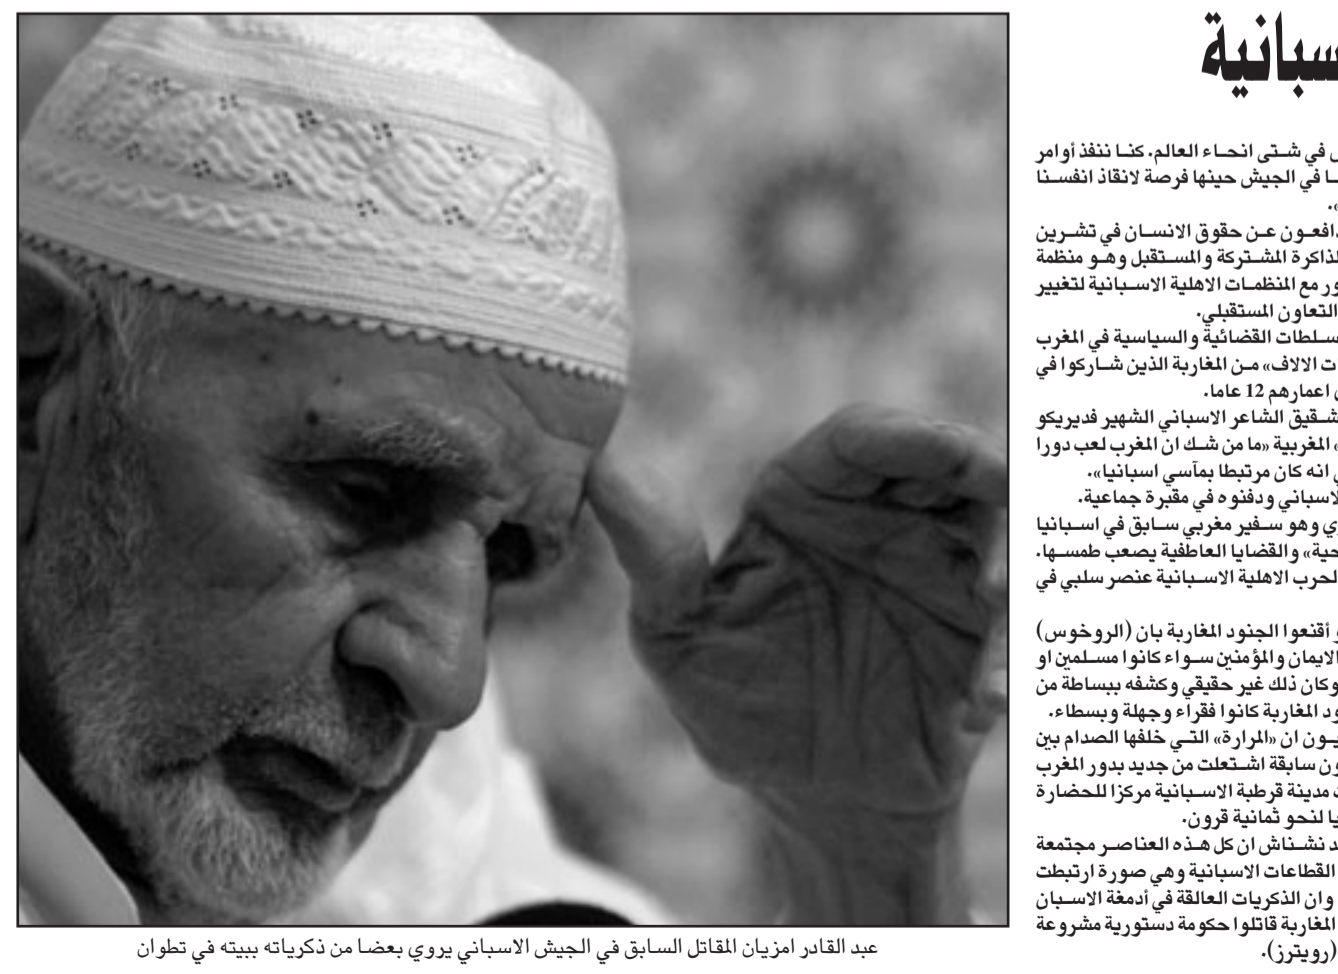 سبانية
في شتى انحاء العالم. كنا ننفذ أوامر
في الجيش حينها فرصة لانقاذ انفسنا
».
دافعون عن حقوق الانسان في تشرين
لذاكرة المشتركة والمستقبل وهو منظمة
ور مع المنظمات الاهلية الاسبانية لتغيير
التعاون المستقبلي.
سلطات القضائية والسياسية في المغرب
ت الالاف» من المغاربة الذين شاركوا في
اعمارهم 12 عاما.
شقيق الشاعر الاسباني الشهير فديريكو
» المغربية «ما من شك ان المغرب لعب دورا
انه كان مرتبطا بمآسي اسبانيا».
لاسباني ودفنوه في مقبرة جماعية.
ي وهو سفير مغربي سابق في اسبانيا
حية» والقضايا العاطفية يصعب طمسها.
لحرب الاهلية الاسبانية عنصر سلبي في
و أقنعوا الجنود المغاربة بان (الروخوس)
الايمان والمؤمنين سواء كانوا مسلمين او
وكان ذلك غير حقيقي وكشفه ببساطة من
ود المغاربة كانوا فقراء وجهلة وبسطاء.
يون ان «المرارة» التي خلفها الصدام بين
ون سابقة اشتعلت من جديد بدور المغرب
مدينة قرطبة الاسبانية مركزا للحضارة
يا لنحو ثمانية قرون.
د نشناش ان كل هذه العناصر مجتمعة
القطاعات الاسبانية وهي صورة ارتبطت
وان الذكريات العالقة في أدمغة الاسبان
المغاربة قاتلوا حكومة دستورية مشروعة
(رويترز).
عبد القادر امزيان المقاتل السابق في الجيش الاسباني يروي بعضا من ذكرياته ببيته في تطوان